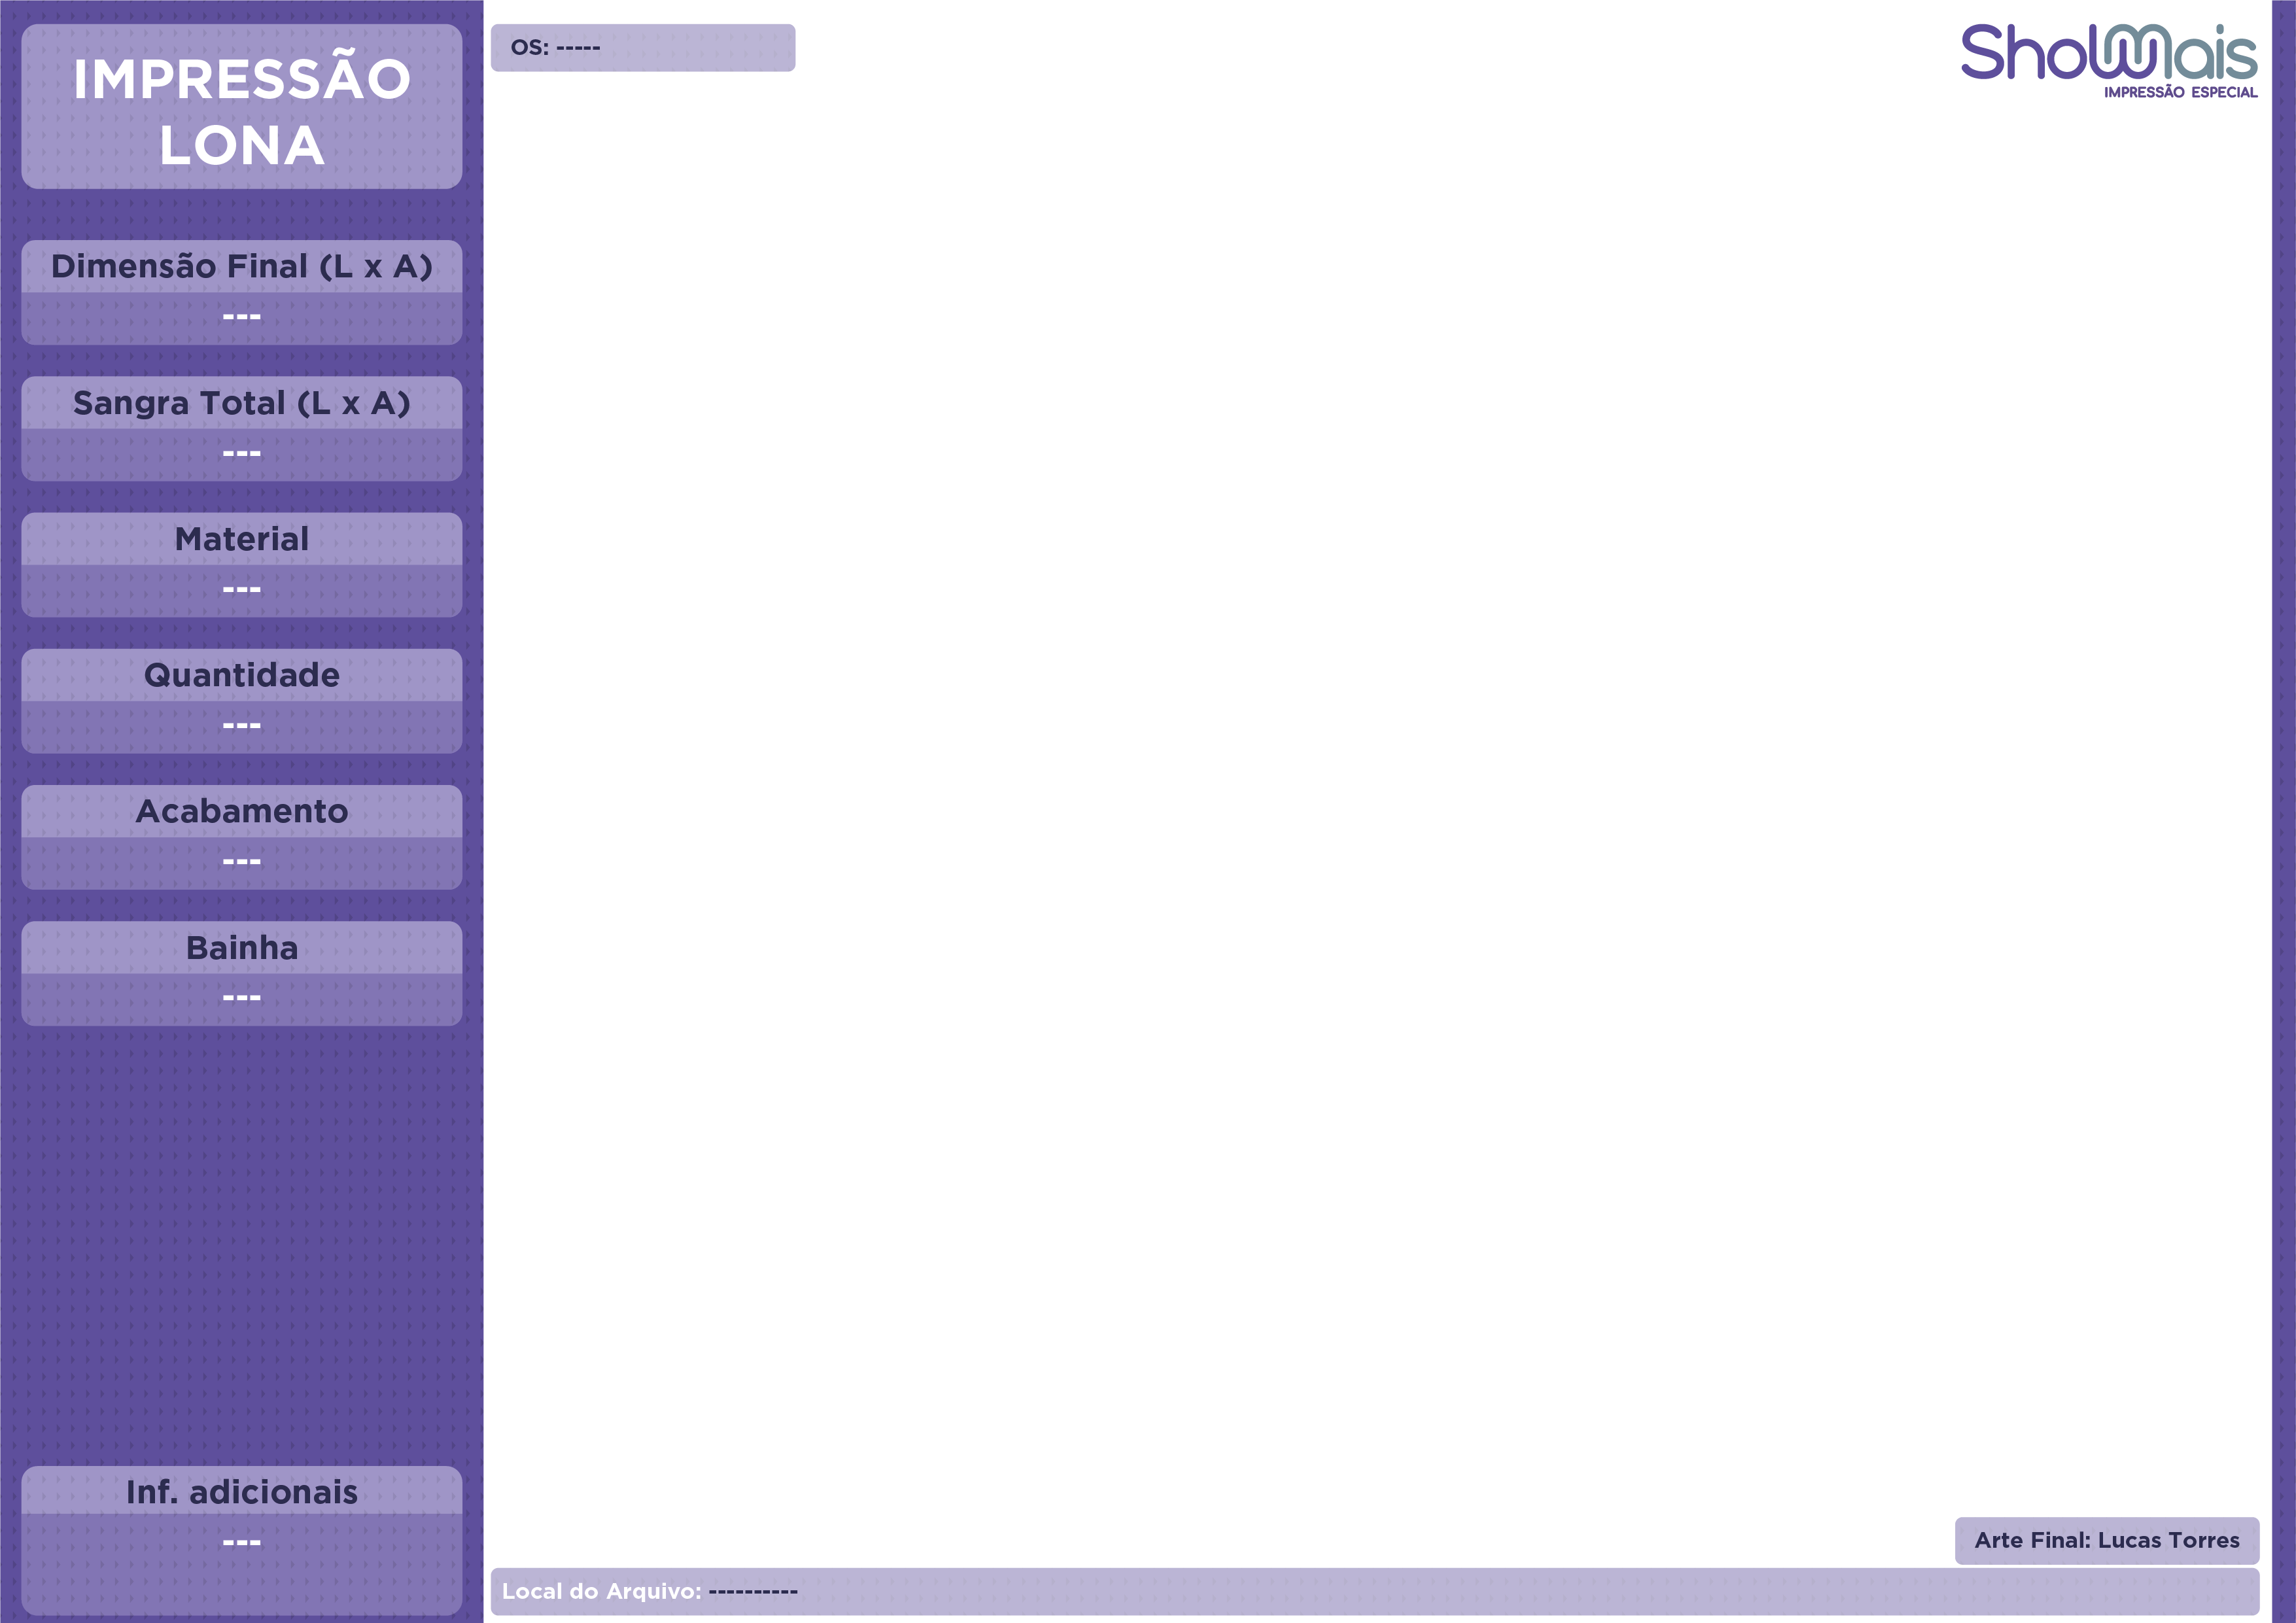 IMPRESSÃO
LONA
Dimensão Final (L x A)
---
Sangra Total (L x A)
---
Material
---
Quantidade
---
Acabamento
---
Bainha
---
Inf. adicionais
---
OS: -----
ShowMais
IMPRESSÃO ESPECIAL
Arte Final: Lucas Torres
Local do Arquivo: ----------